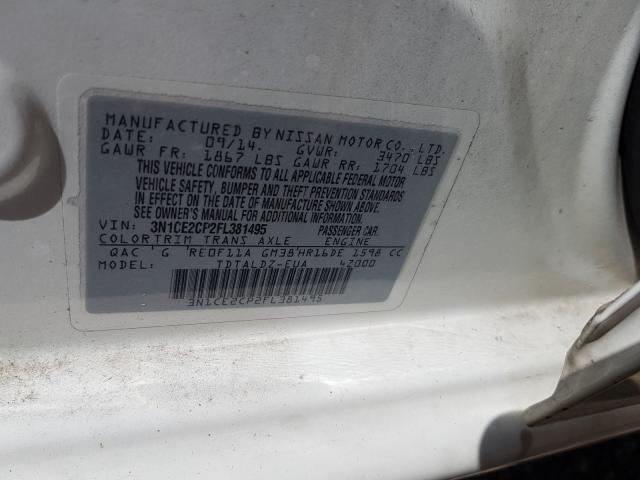 MANUFACTURED BY NISSAN MOTOR CO., LTD.
DATE: 09/14. GVWR: 3470 LBS
GAWR FR: 1867 LBS GAWR RR: 1704 LBS
THIS VEHICLE CONFORMS TO ALL APPLICABLE FEDERAL MOTOR
VEHICLE SAFETY, BUMPER AND THEFT PREVENTION STANDARDS
IN EFFECT ON THE DATE OF MANUFACTURE SHOWN ABOVE.
SEE OWNER'S MANUAL FOR ADDITIONAL INFORMATION.
VIN: 3N1CE2CP2FL381495 PASSENGER CAR.
COLOR TRIM TRANS AXLE ENGINE
QAC G RE0F11A GM38 HR16DE 1598 CC
MODEL: TDTALDZ-EUA 4Z000
3N1CE2CP2FL381495